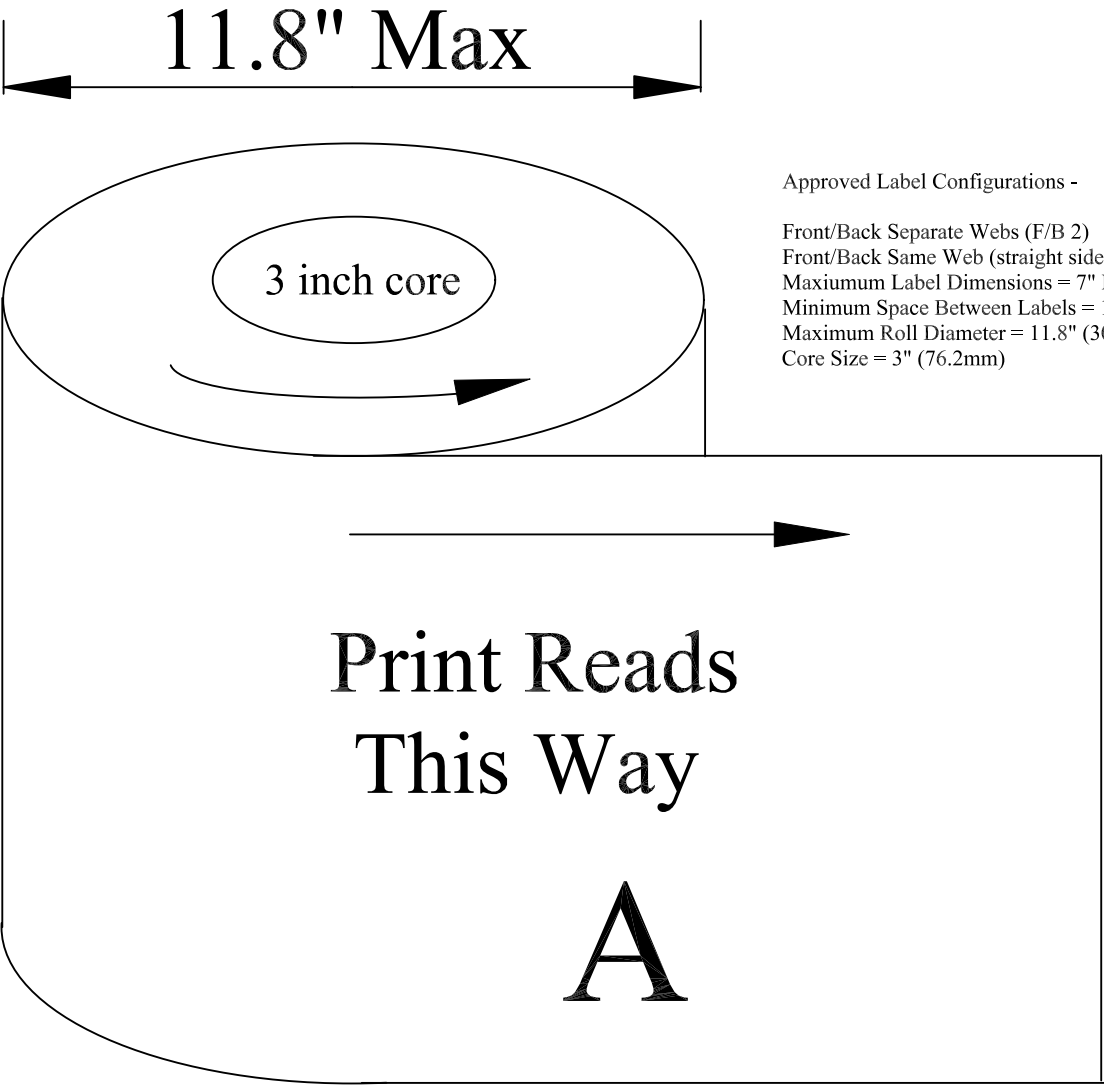 11.8" Max
3 inch core
Approved Label Configurations -
Front/Back Separate Webs (F/B 2)
Front/Back Same Web (straight side
Maxiumum Label Dimensions = 7"
Minimum Space Between Labels =
Maximum Roll Diameter = 11.8"
Core Size = 3" (76.2mm)
Print Reads
This Way
A